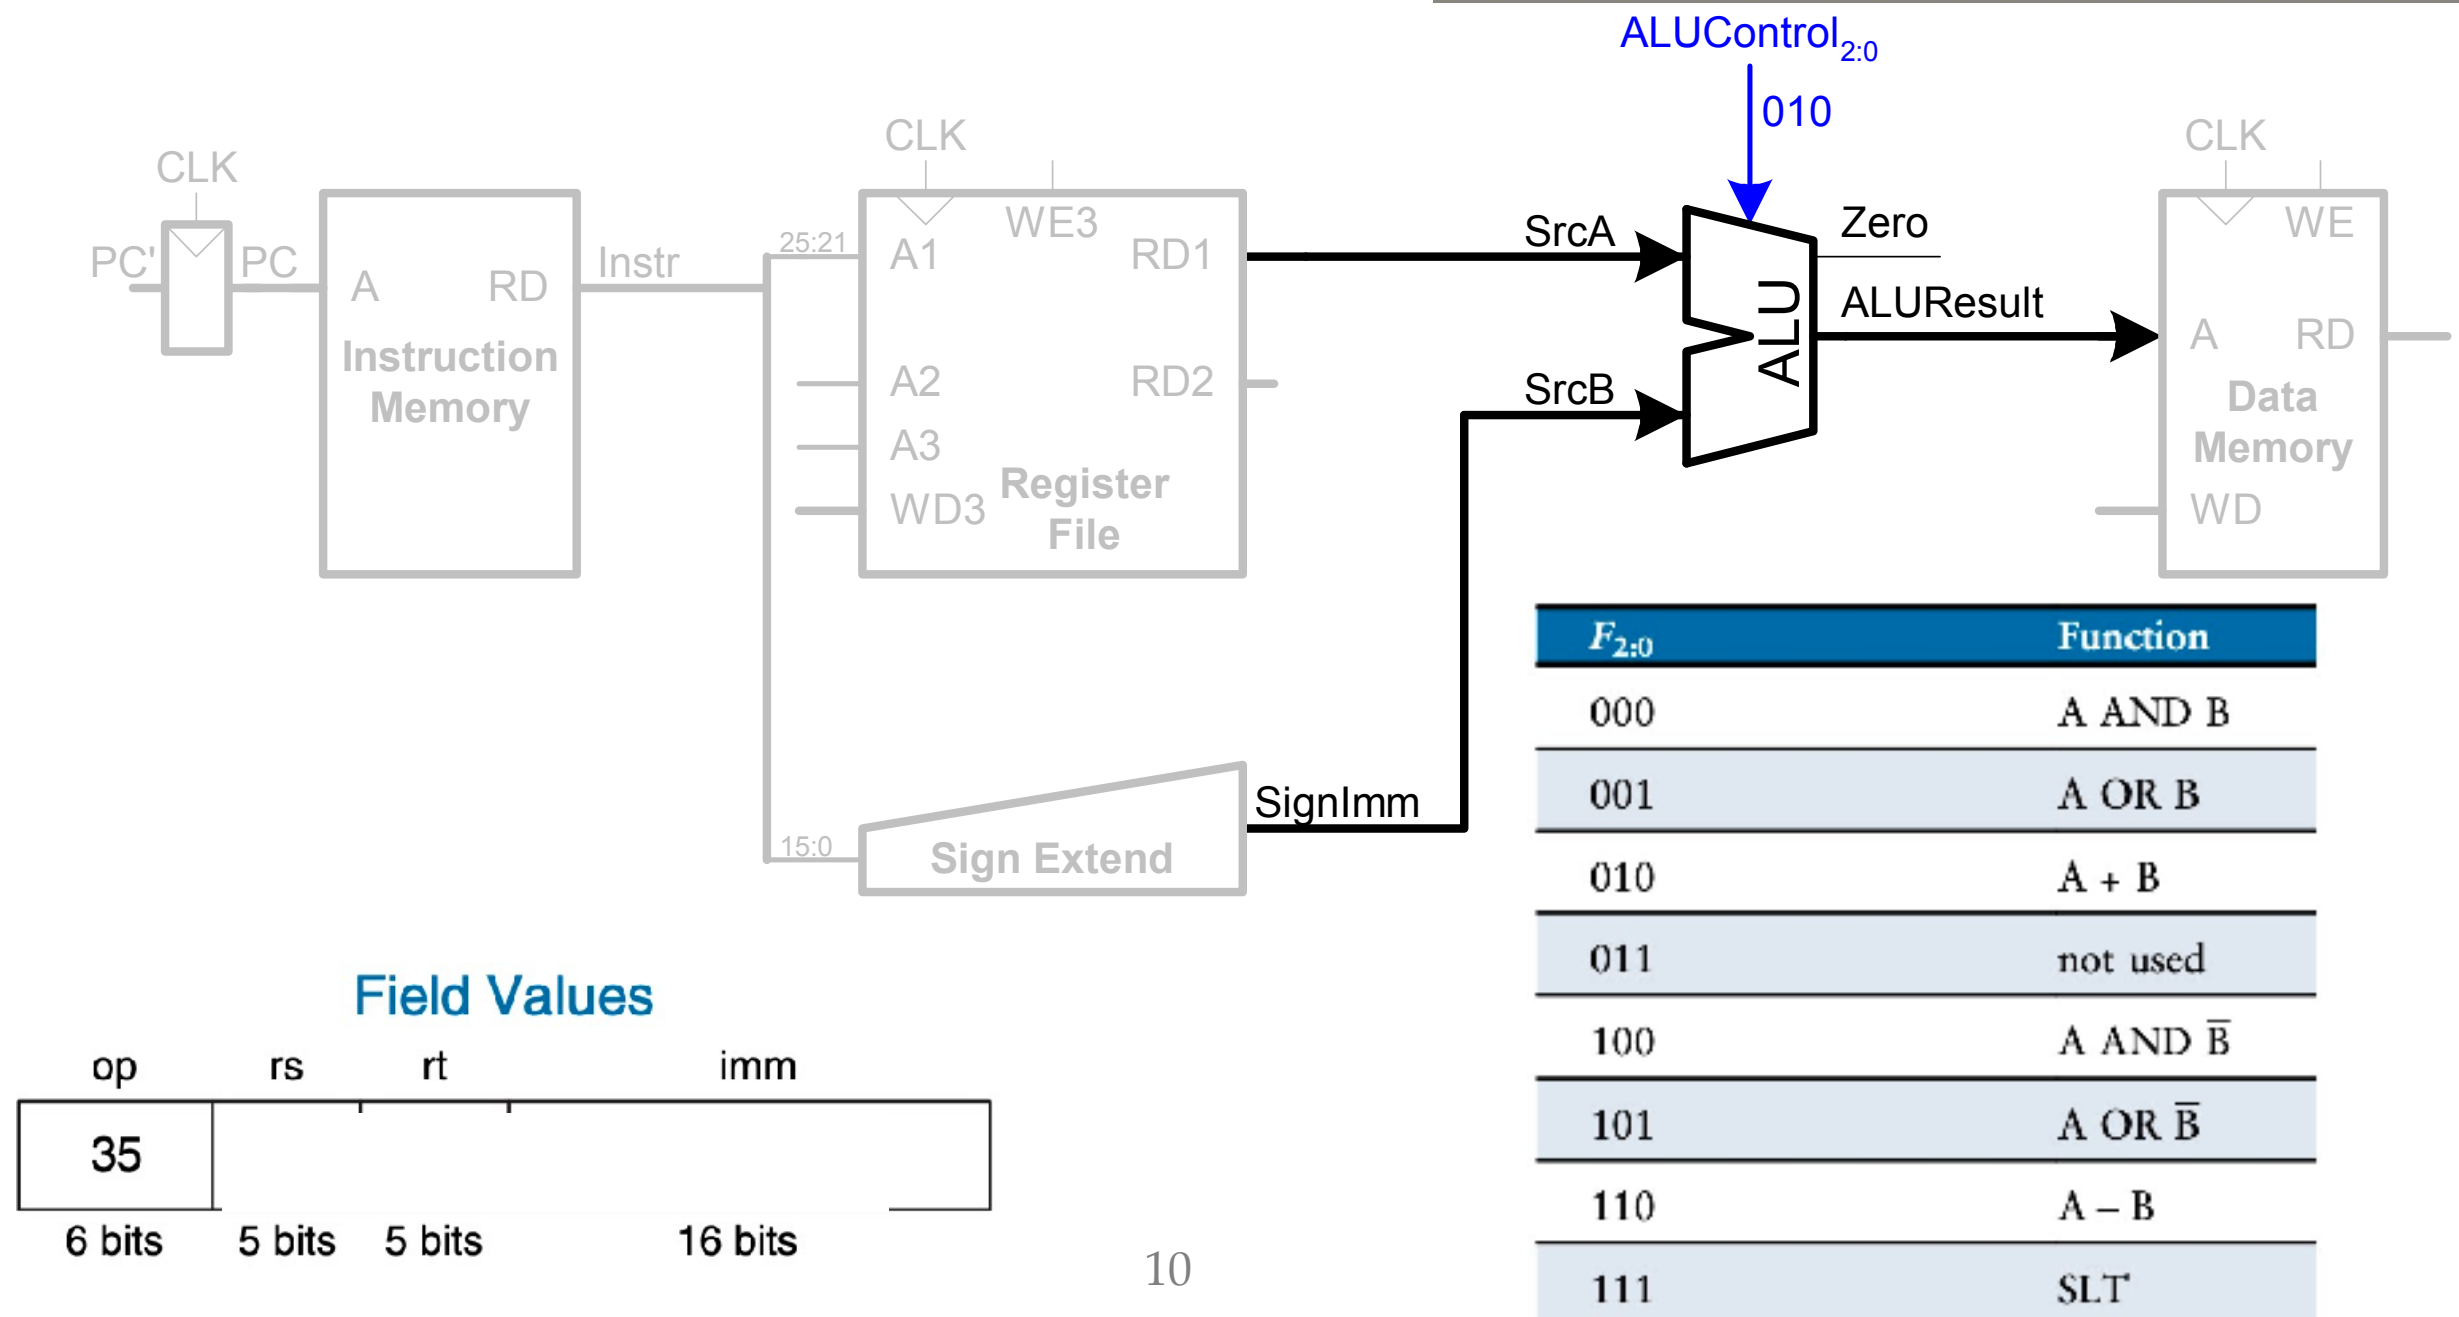 ALUControl2:0
010
CLK
CLK
CLK
PC'
PC
A
RD
Instruction
Memory
Instr
25:21
A1
WE3
RD1
A2
RD2
A3
WD3
Register
File
SrcA
SrcB
ALU
Zero
ALUResult
WE
A
RD
Data
Memory
WD
15:0
Sign Extend
SignImm
F2:0 Function
000 A AND B
001 A OR B
010 A + B
011 not used
100 A AND B̅
101 A OR B̅
110 A – B
111 SLT
Field Values
op rs rt imm
35
6 bits 5 bits 5 bits 16 bits
10